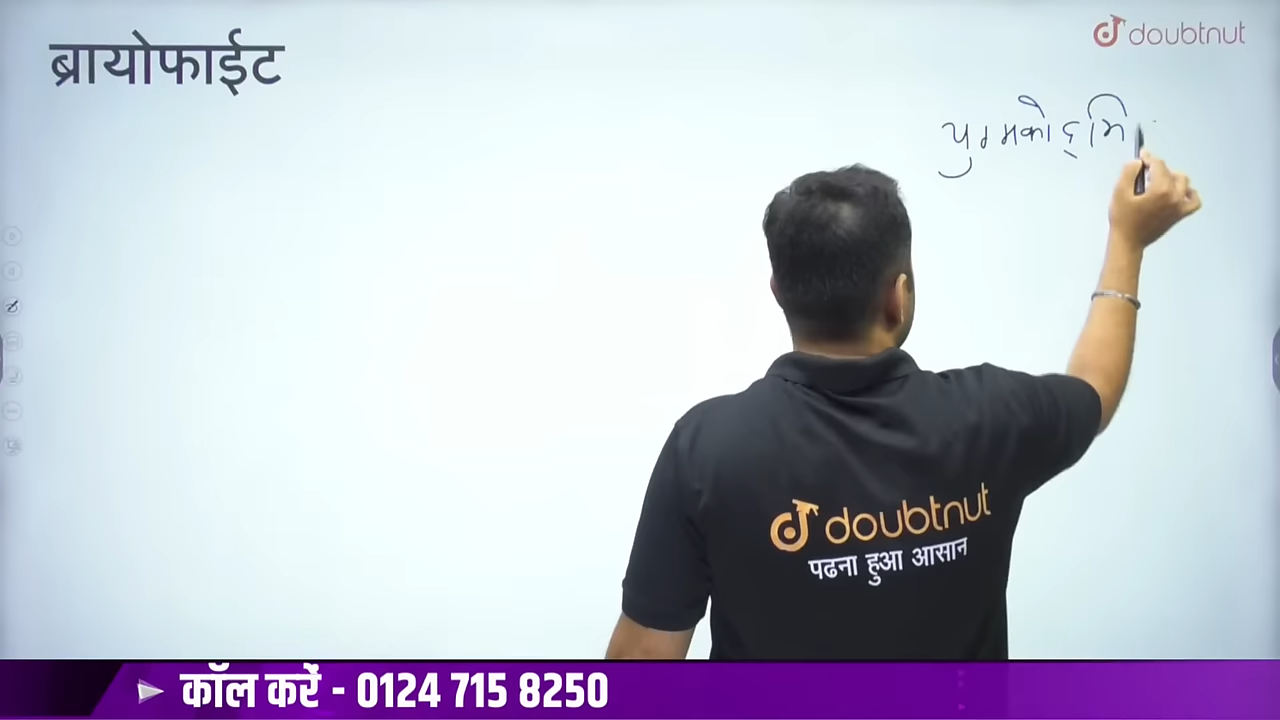 ब्रायोफाईट
doubtnut
doubtnut
पढना हुआ आसान
कॉल करें - 0124 715 8250